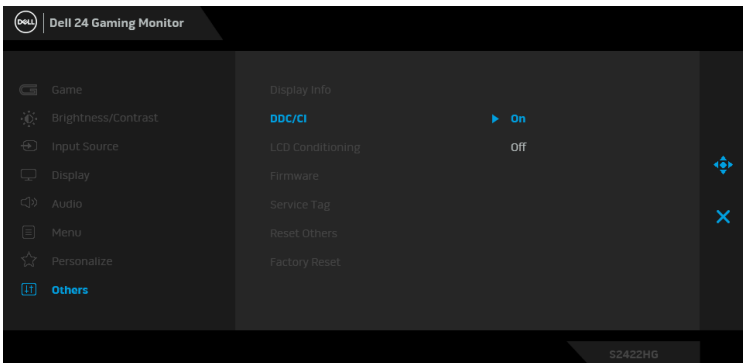 DELL Dell 24 Gaming Monitor
Game
Display Info
Brightness/Contrast
DDC/CI
On
Input Source
LCD Conditioning
Off
Display
Firmware
Audio
Service Tag
Menu
Reset Others
Personalize
Factory Reset
Others
S2422HG